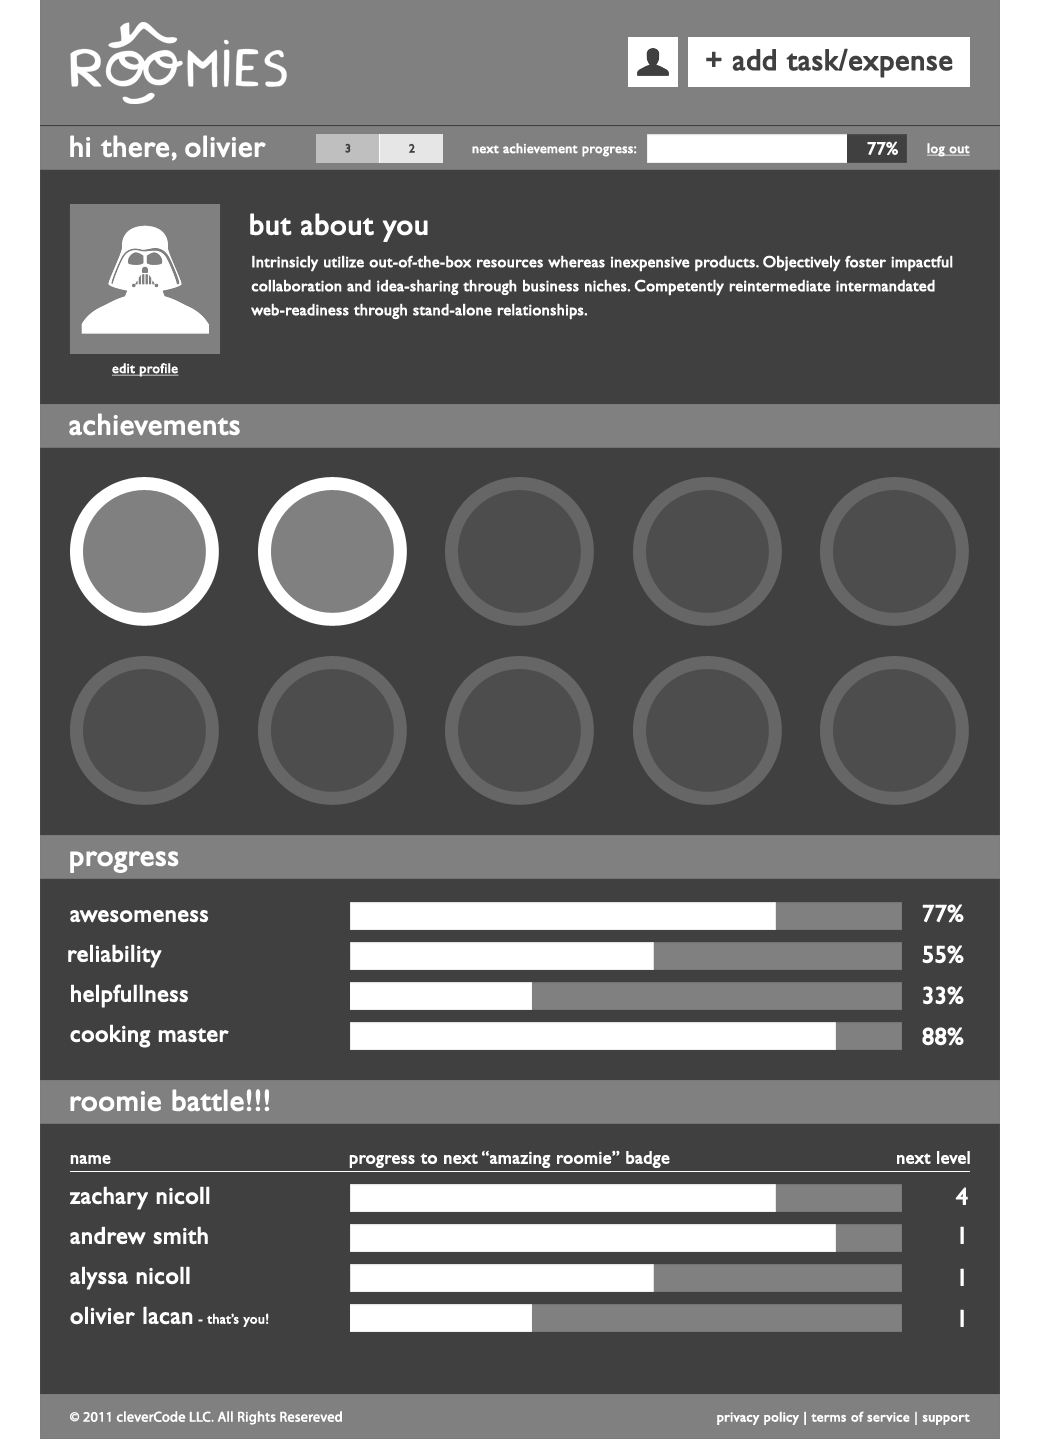 ROOMiES
+ add task/expense
hi there, olivier
3
2
next achievement progress:
77%
log out
but about you
Intrinsicly utilize out-of-the-box resources whereas inexpensive products. Objectively foster impactful
collaboration and idea-sharing through business niches. Competently reintermediate intermandated
web-readiness through stand-alone relationships.
edit profile
achievements
progress
awesomeness 77%
reliability 55%
helpfullness 33%
cooking master 88%
roomie battle!!!
name progress to next “amazing roomie” badge next level
zachary nicoll 4
andrew smith 1
alyssa nicoll 1
olivier lacan - that’s you! 1
© 2011 cleverCode LLC. All Rights Resereved
privacy policy | terms of service | support